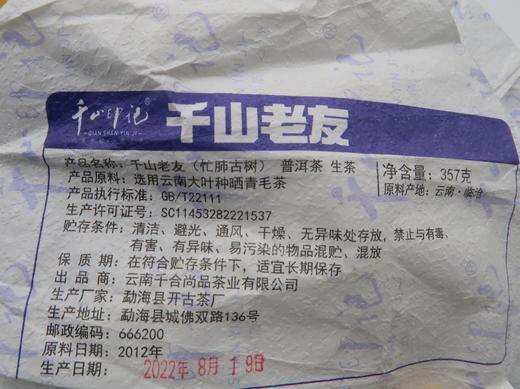 千山印记
QIAN SHAN YIN JI
千山老友
产品名称：千山老友（忙肺古树） 普洱茶 生茶
净含量：357克
产品原料：选用云南大叶种晒青毛茶
原料产地：云南·临沧
产品执行标准：GB/T22111
生产许可证号：SC11453282221537
贮存条件：清洁、避光、通风、干燥、无异味处存放，禁止与有毒、
有害、有异味、易污染的物品混贮、混放
保质期：在符合贮存条件下，适宜长期保存
出品商：云南千合尚品茶业有限公司
生产厂家：勐海县开古茶厂
生产地址：勐海县城佛双路136号
邮政编码：666200
原料日期：2012年
生产日期：2022年8月19日